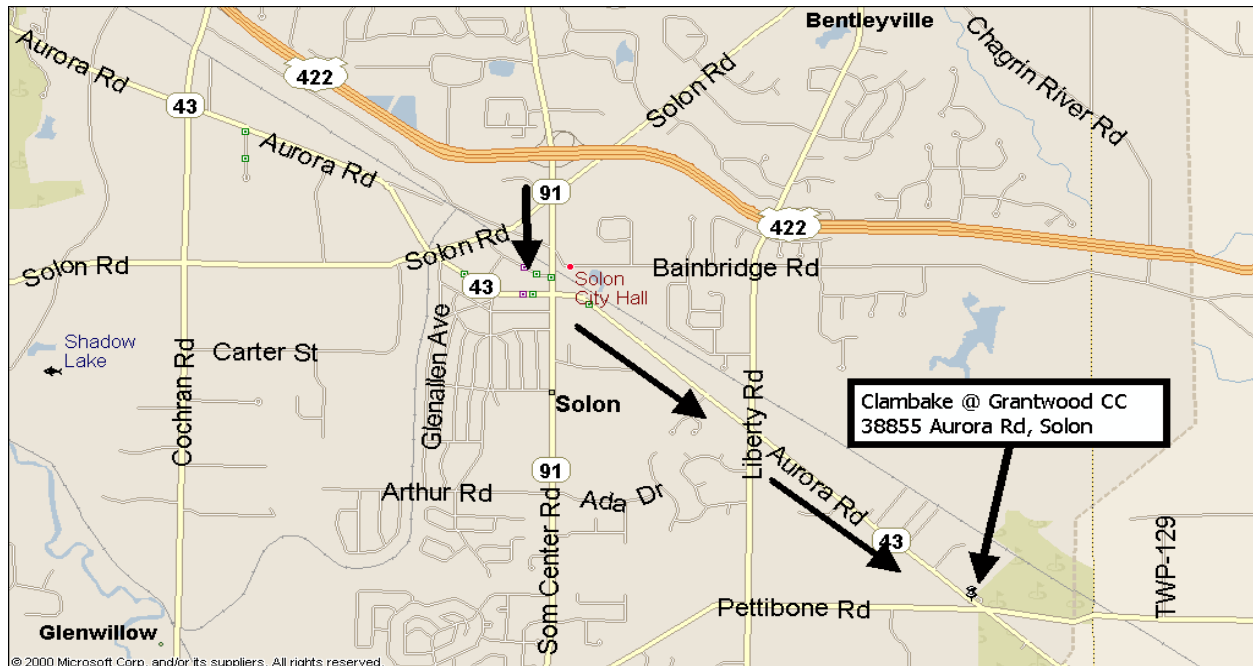 Bentleyville
Aurora Rd
422
Solon Rd
Chagrin River Rd
43
Aurora Rd
91
422
Solon Rd
Solon Rd
Bainbridge Rd
Solon
City Hall
43
Shadow
Lake
Carter St
Glenallen Ave
Cochran Rd
Solon
Liberty Rd
Clambake @ Grantwood CC
38855 Aurora Rd, Solon
Aurora Rd
91
Arthur Rd
Ada Dr
Som Center Rd
43
TWP-129
Pettibone Rd
Glenwillow
© 2000 Microsoft Corp. and/or its suppliers. All rights reserved.